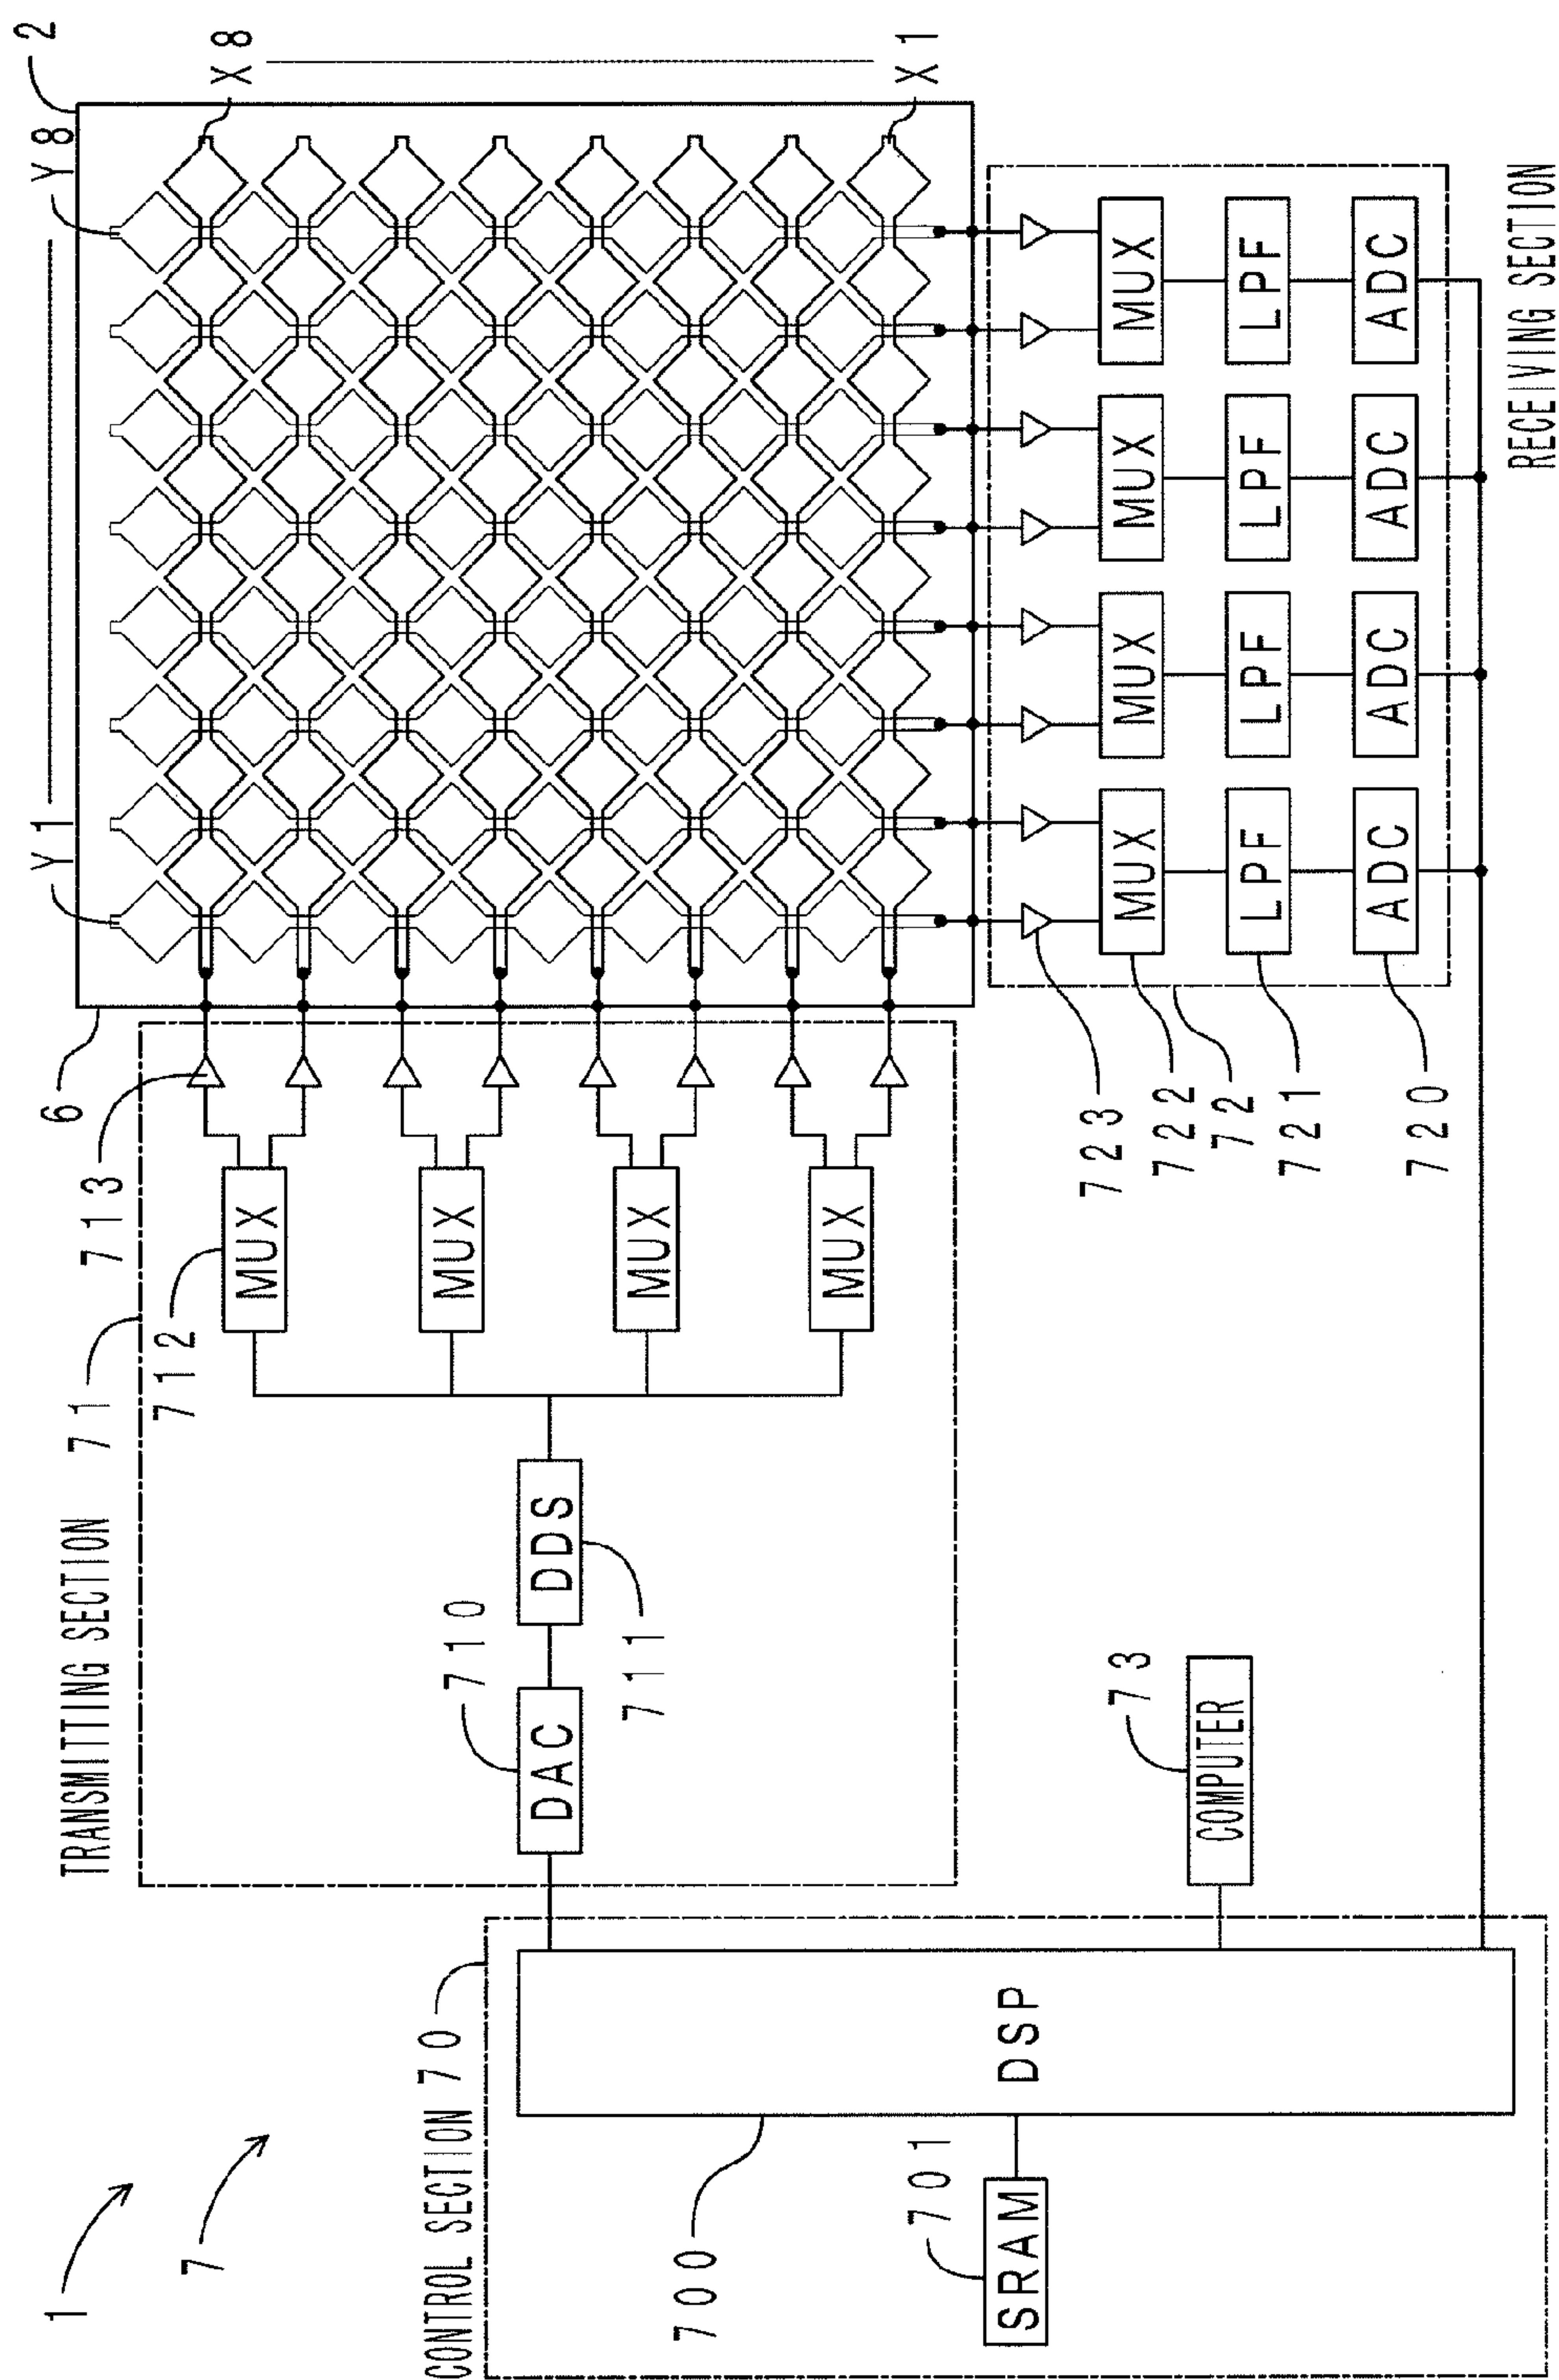 1
7
CONTROL SECTION 70
700
701
SRAM
DSP
COMPUTER
73
TRANSMITING SECTION 71
DAC
710
DDS
711
712
713
MUX
MUX
MUX
MUX
6
2
Y1
Y8
X8
X1
723
722
72
721
720
MUX
MUX
MUX
MUX
LPF
LPF
LPF
LPF
ADC
ADC
ADC
ADC
RECEIVING SECTION